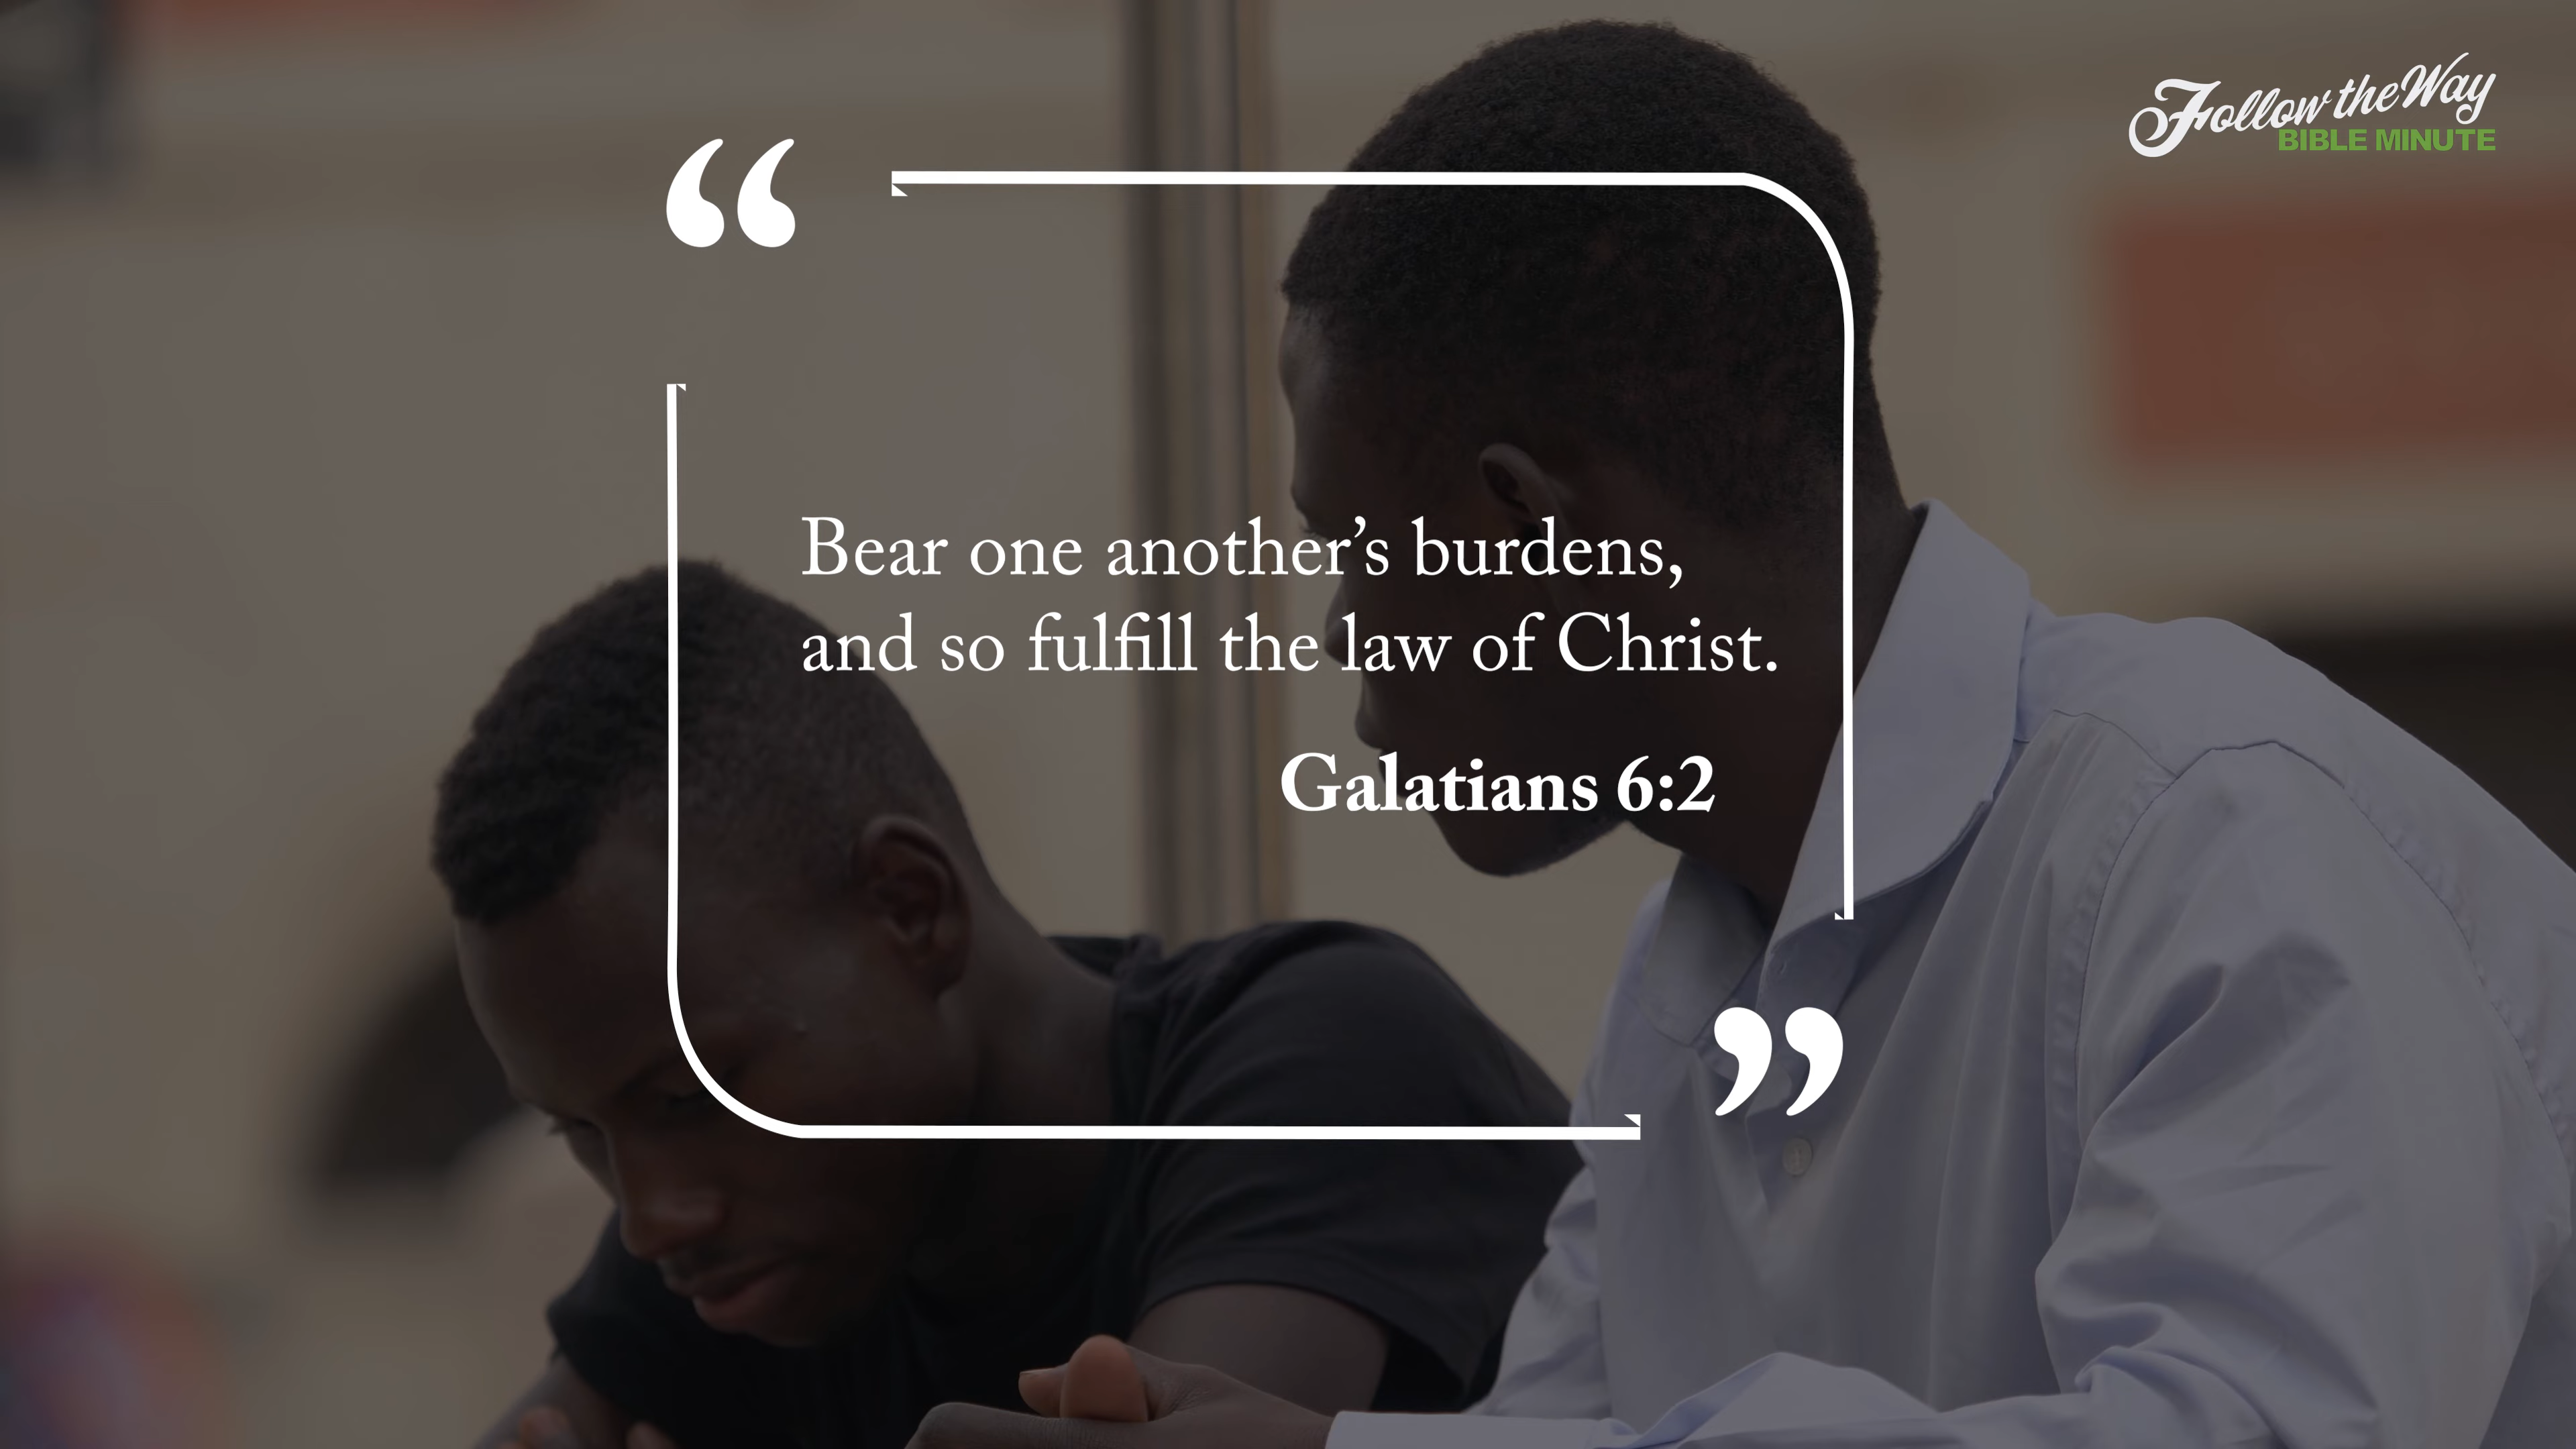 Follow the Way
BIBLE MINUTE
“
Bear one another’s burdens,
and so fulfill the law of Christ.
Galatians 6:2
”